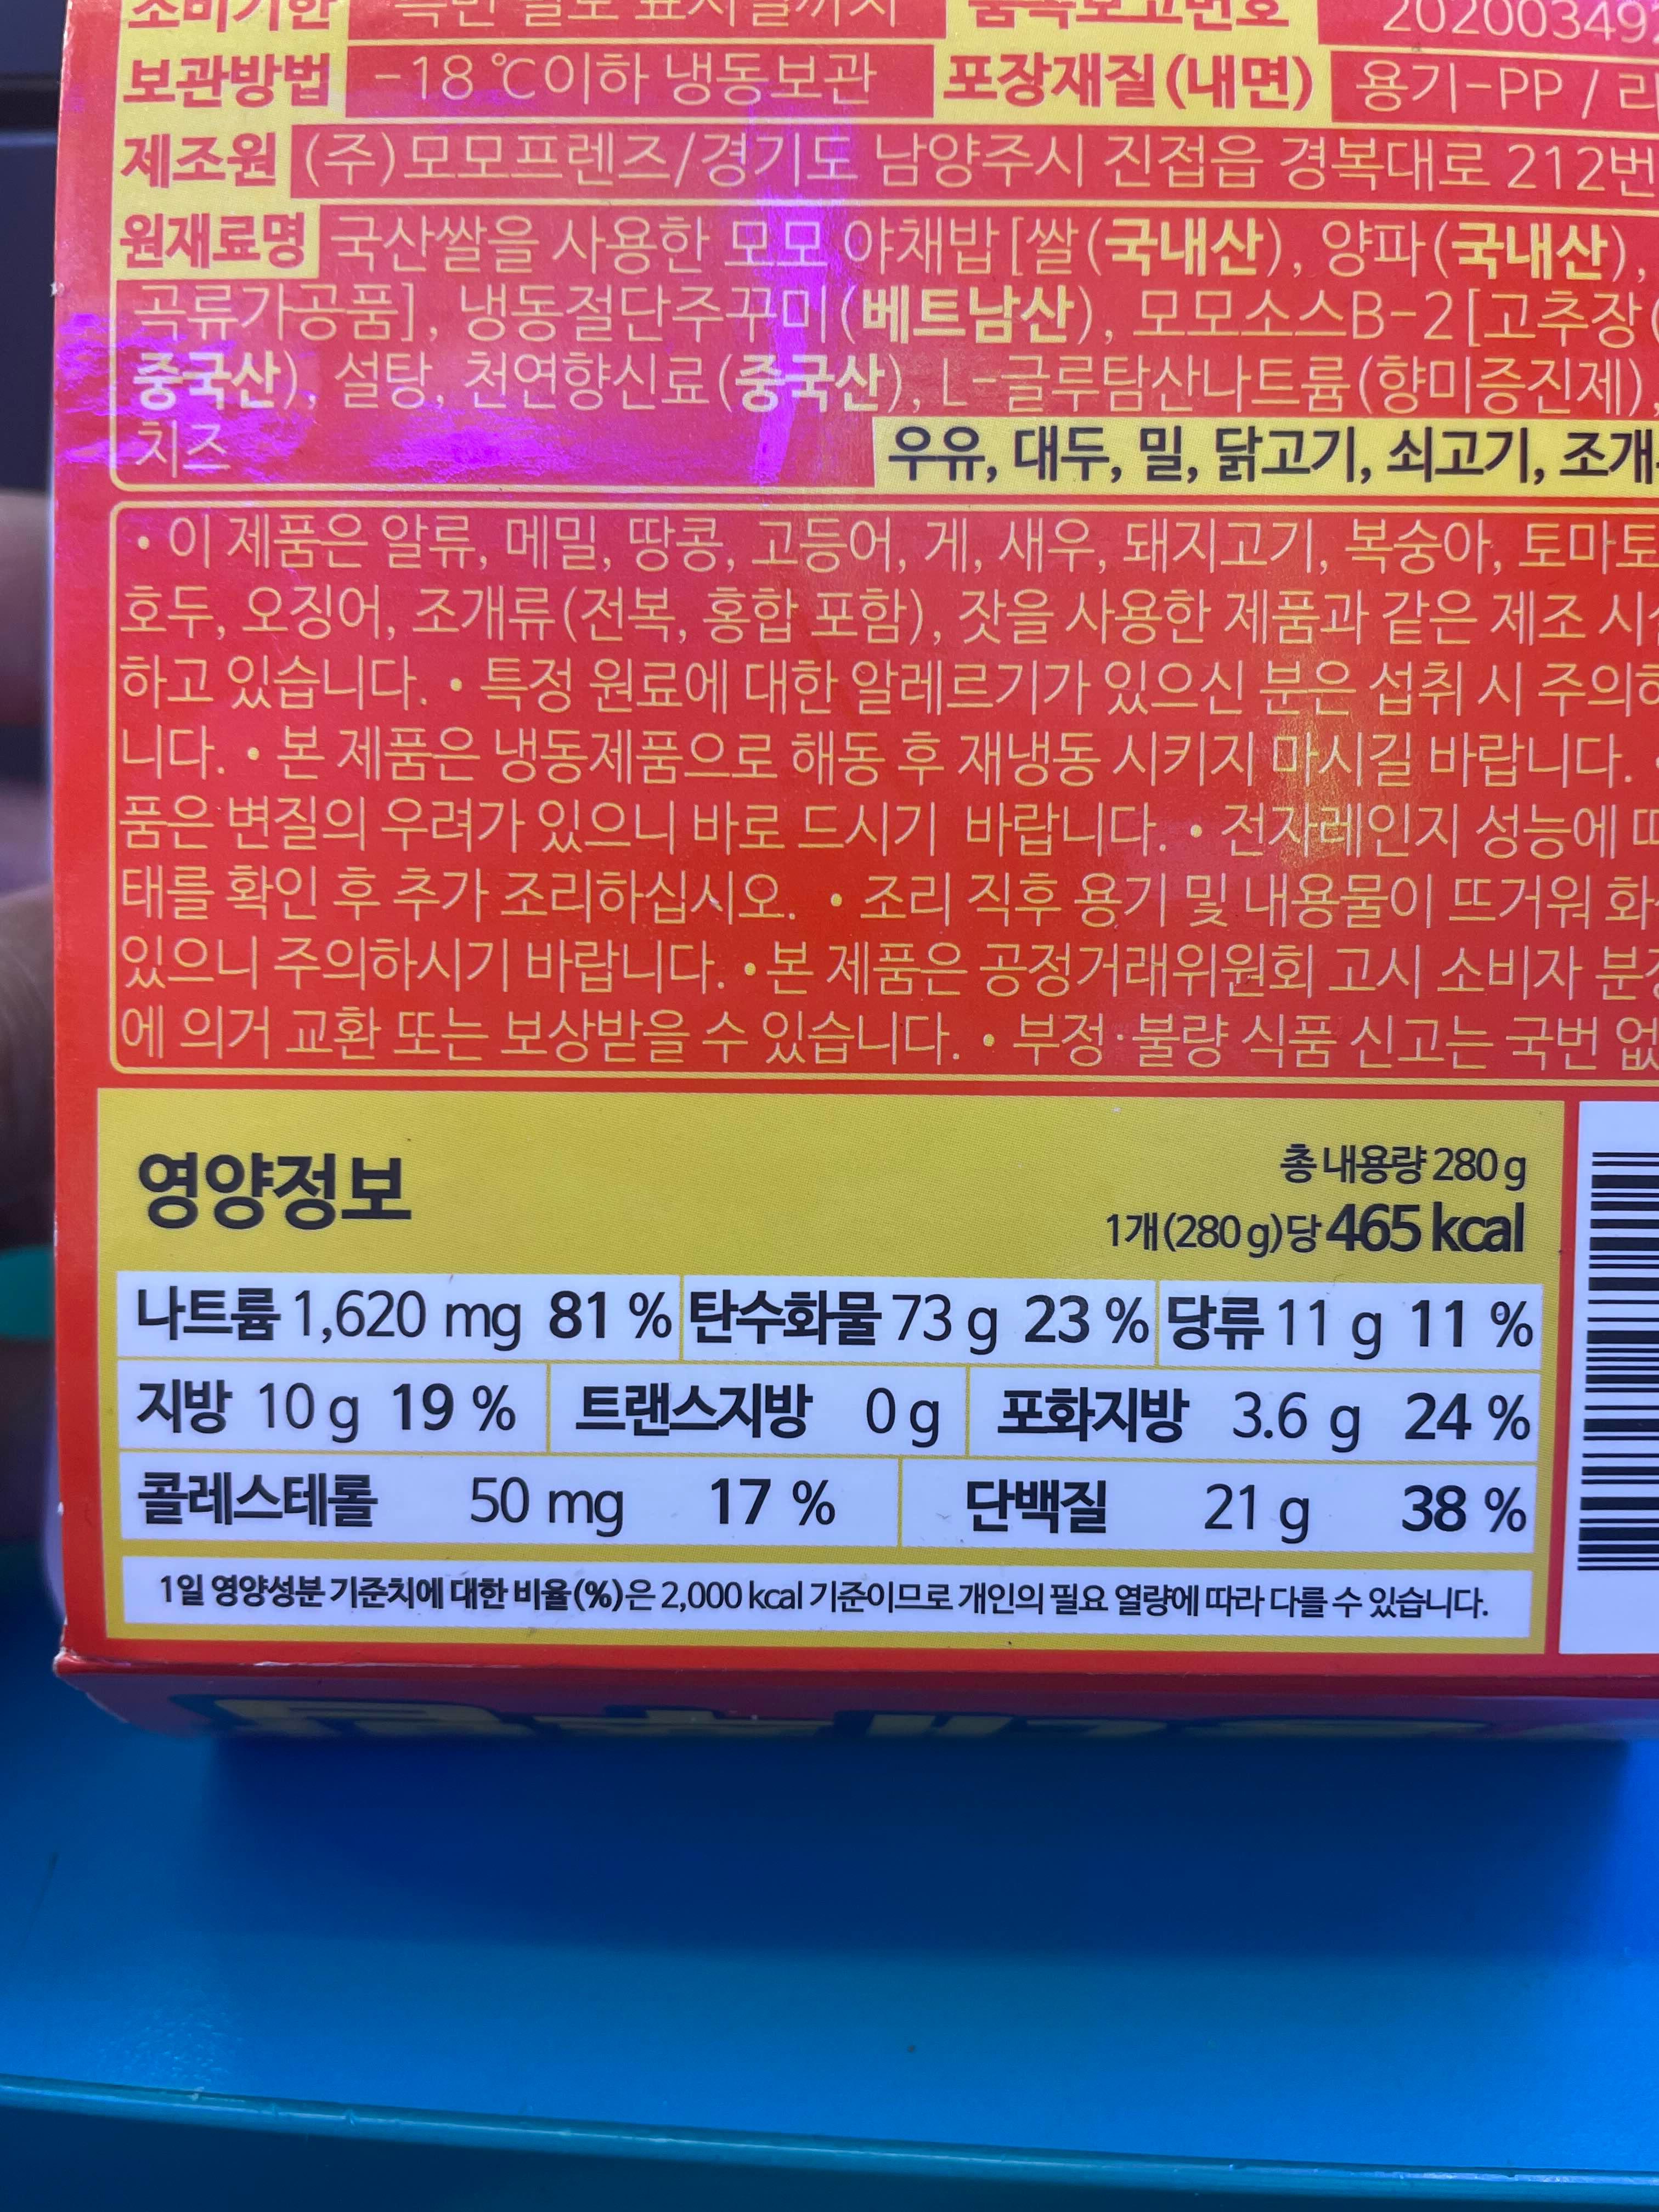 소비기한 20200349
보관방법 -18 ℃이하 냉동보관 포장재질(내면) 용기-PP /
제조원 (주)모모프렌즈/경기도 남양주시 진접읍 경복대로 212번
원재료명 국산쌀을 사용한 모모 야채밥[쌀(국내산), 양파(국내산),
곡류가공품], 냉동절단주꾸미(베트남산), 모모소스B-2[고추장(
중국산), 설탕, 천연향신료(중국산), L-글루탐산나트륨(향미증진제),
치즈 우유, 대두, 밀, 닭고기, 쇠고기, 조개
• 이 제품은 알류, 메밀, 땅콩, 고등어, 게, 새우, 돼지고기, 복숭아, 토마토
호두, 오징어, 조개류(전복, 홍합 포함), 잣을 사용한 제품과 같은 제조
하고 있습니다. • 특정 원료에 대한 알레르기가 있으신 분은 섭취 시 주의
니다. • 본 제품은 냉동제품으로 해동 후 재냉동 시키지 마시길 바랍니다. •
품은 변질의 우려가 있으니 바로 드시기 바랍니다. • 전자레인지 성능에
태를 확인 후 추가 조리하십시오. • 조리 직후 용기 및 내용물이 뜨거워 화
있으니 주의하시기 바랍니다. • 본 제품은 공정거래위원회 고시 소비자
에 의거 교환 또는 보상받을 수 있습니다. • 부정·불량 식품 신고는 국번
영양정보
총 내용량 280 g
1개(280 g)당 465 kcal
나트륨 1,620 mg 81 % 탄수화물 73 g 23 % 당류 11 g 11 %
지방 10 g 19 % 트랜스지방 0 g 포화지방 3.6 g 24 %
콜레스테롤 50 mg 17 % 단백질 21 g 38 %
1일 영양성분 기준치에 대한 비율(%)은 2,000 kcal 기준이므로 개인의 필요 열량에 따라 다를 수 있습니다.